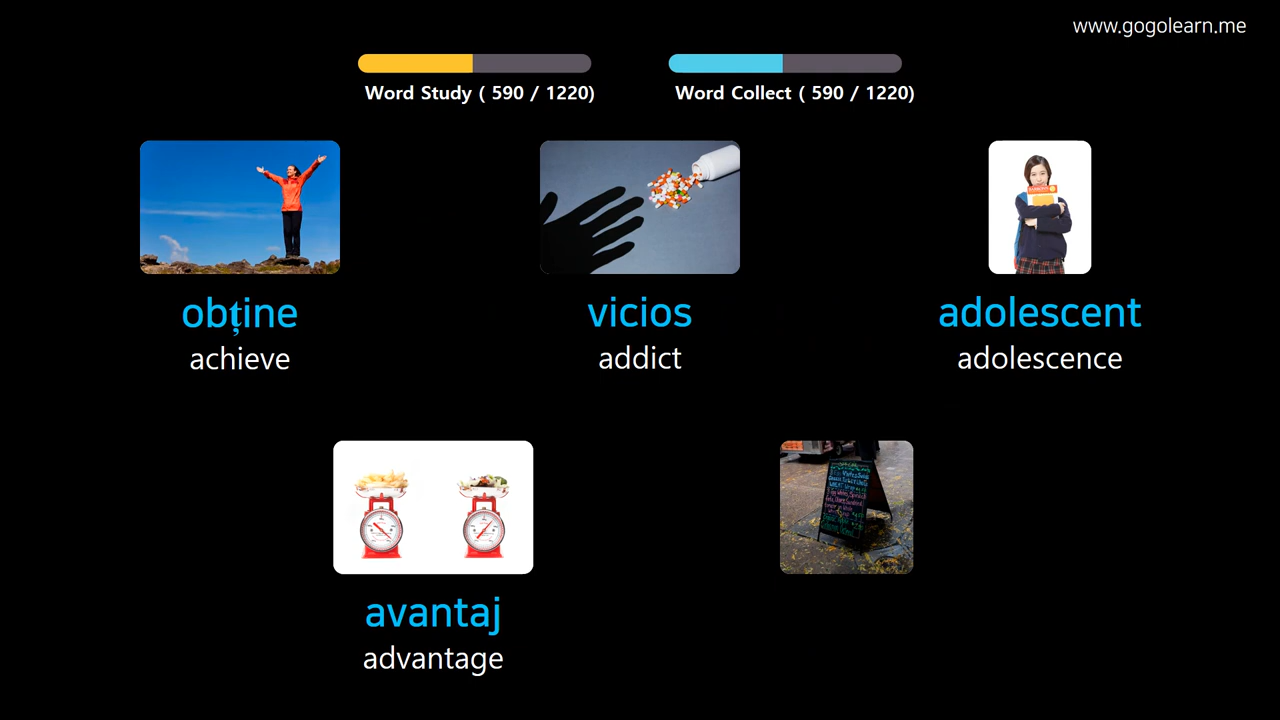 www.gogolearn.me
Word Study ( 590 / 1220)
Word Collect ( 590 / 1220)
obține
achieve
vicios
addict
adolescent
adolescence
avantaj
advantage